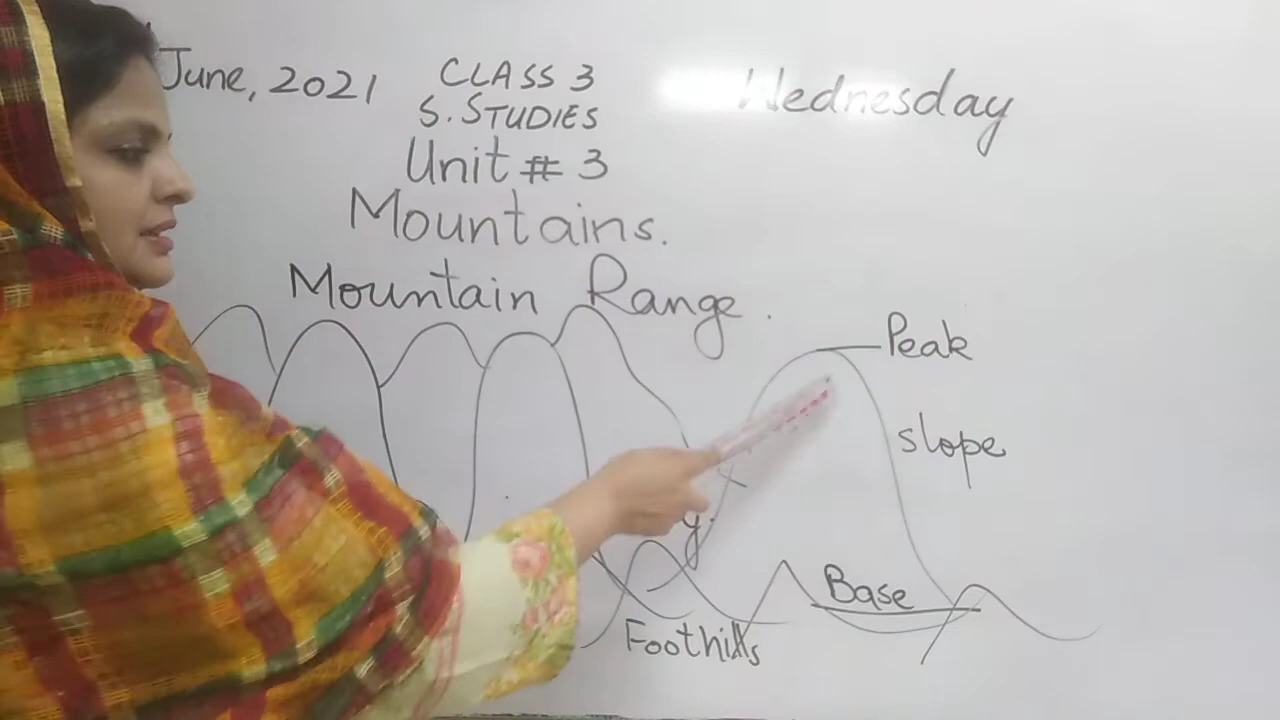 June, 2021
CLASS 3
Wednesday
S. STUDIES
Unit # 3
Mountains.
Mountain Range.
Peak
slope
Base
Foothills